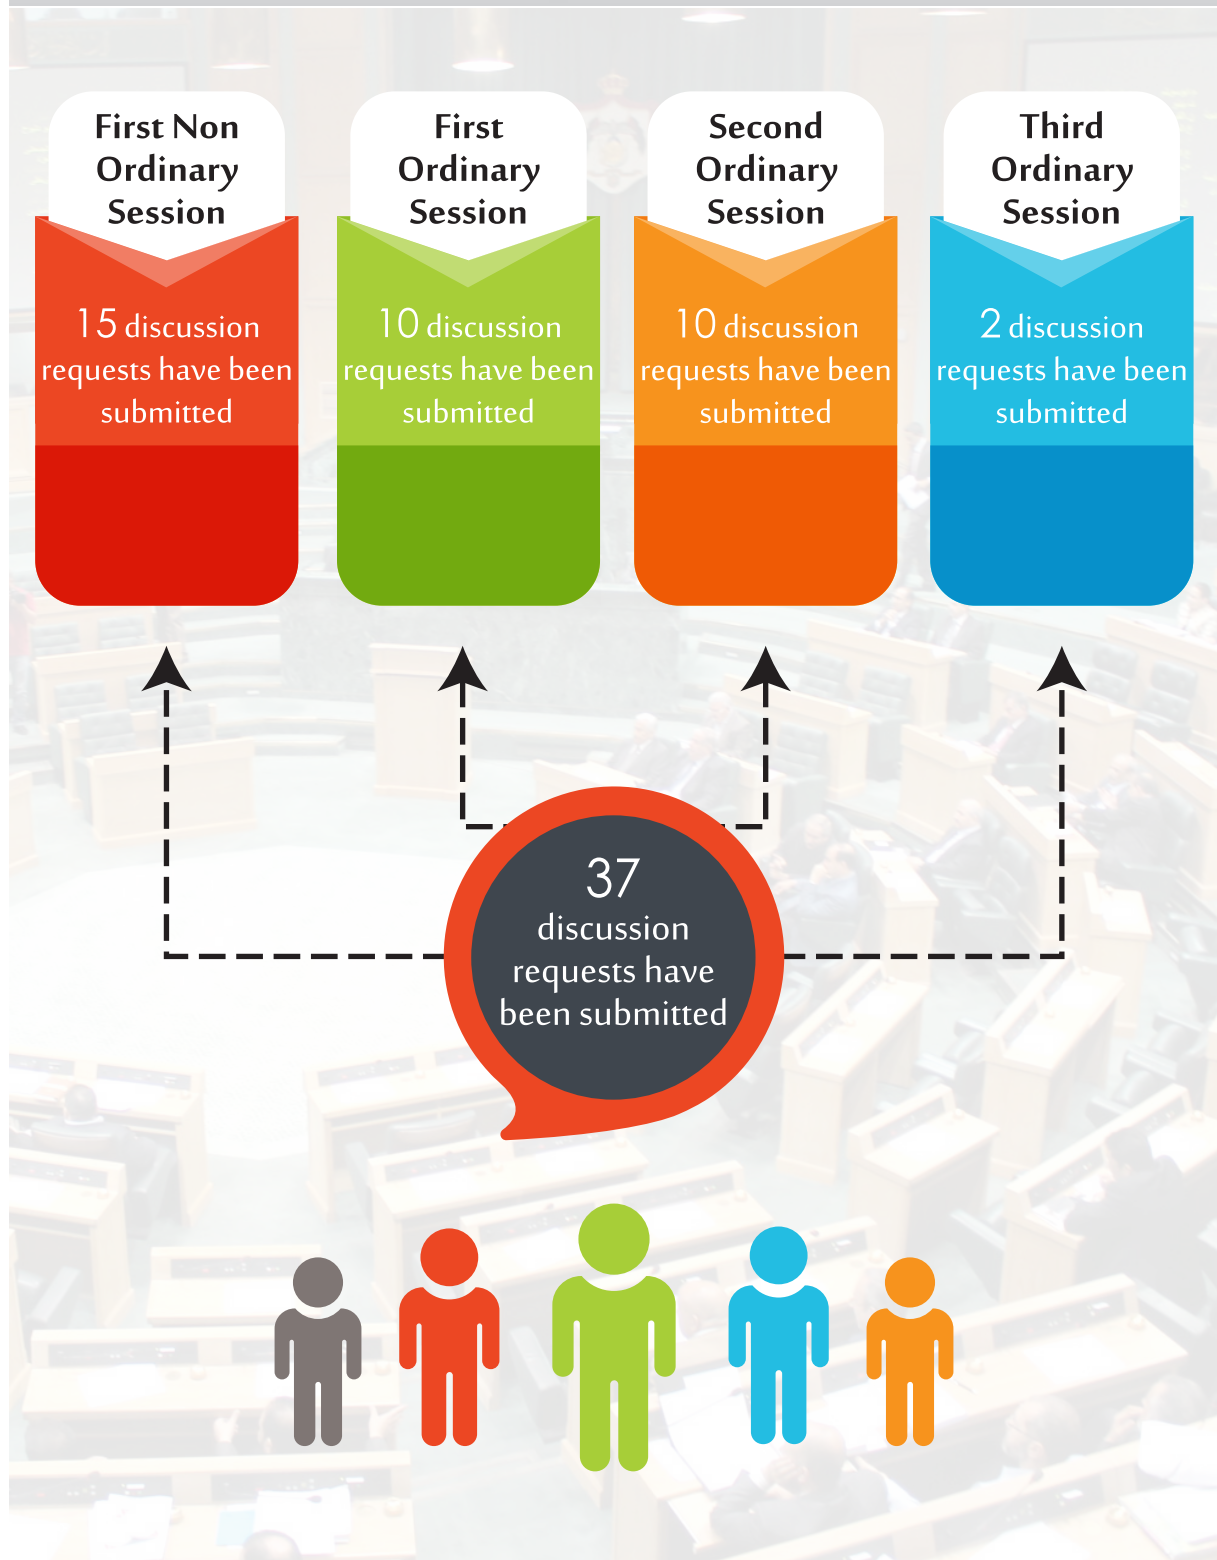 First Non
Ordinary
Session
15 discussion
requests have been
submitted
First
Ordinary
Session
10 discussion
requests have been
submitted
Second
Ordinary
Session
10 discussion
requests have been
submitted
Third
Ordinary
Session
2 discussion
requests have been
submitted
37
discussion
requests have
been submitted